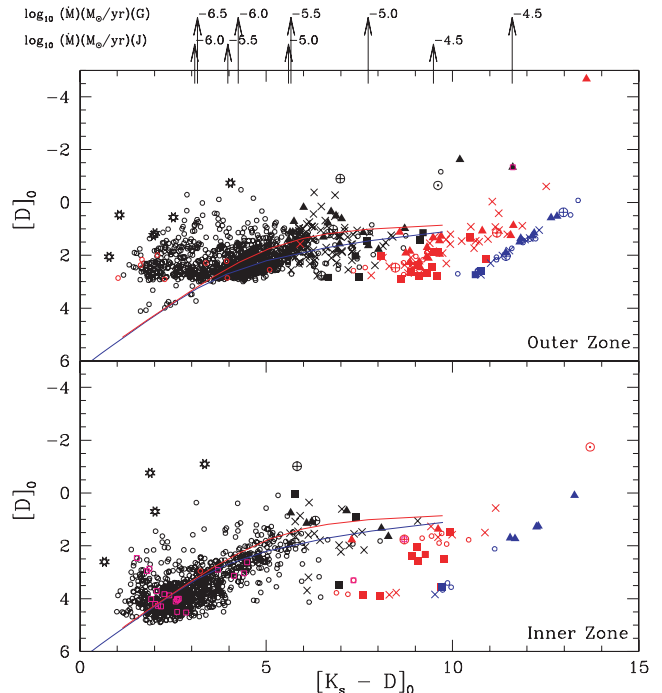 log₁₀ (Ṁ)(M⊙/yr)(G) −6.5 −6.0 −5.5 −5.0 −4.5
log₁₀ (Ṁ)(M⊙/yr)(J) −6.0 −5.5 −5.0 −4.5
−4
−2
0
2
4
6
[D]₀
Outer Zone
−4
−2
0
2
4
6
[D]₀
Inner Zone
0 5 10 15
[Kₛ − D]₀